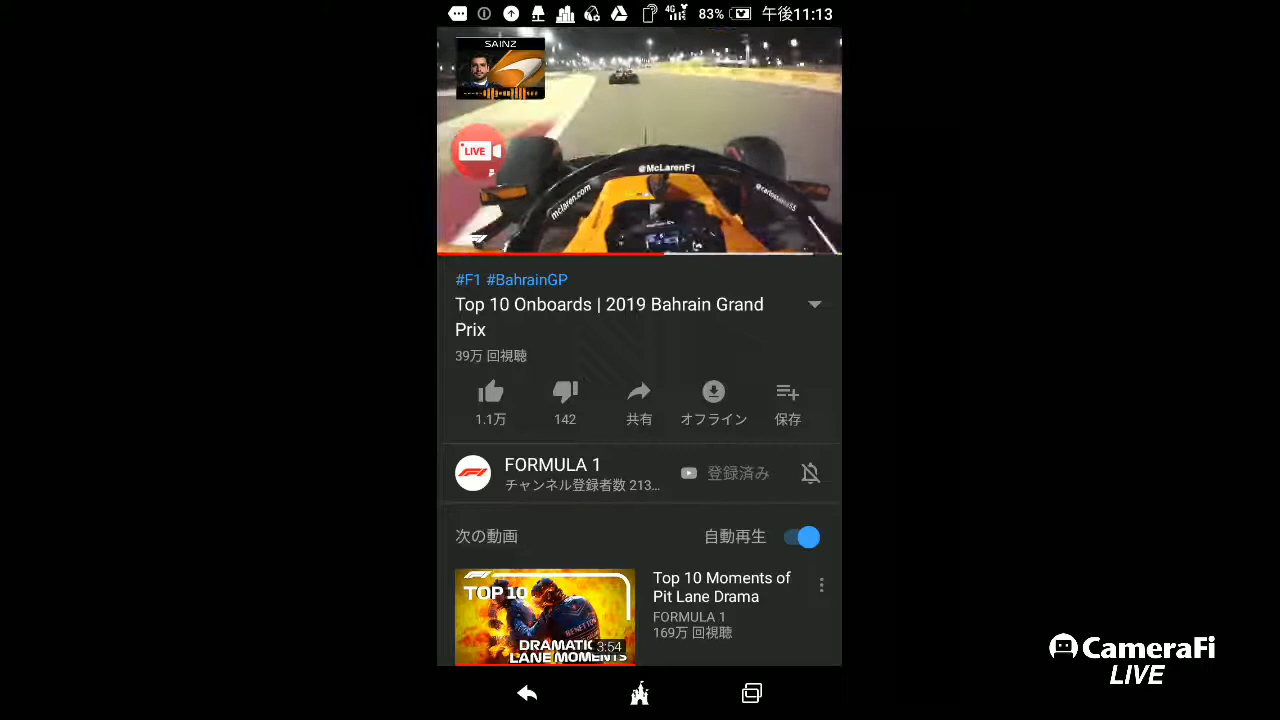 4G 83% 午後11:13
SAINZ
LIVE
@McLarenF1
mclaren.com
@carlossainz55
#F1 #BahrainGP
Top 10 Onboards | 2019 Bahrain Grand
Prix
39万 回視聴
1.1万 142 共有 オフライン 保存
FORMULA 1
チャンネル登録者数 213...
登録済み
次の動画 自動再生
TOP 10
BENETTON
DRAMATIC
LANE MOMENTS
3:54
Top 10 Moments of
Pit Lane Drama
FORMULA 1
169万 回視聴
CameraFi
LIVE